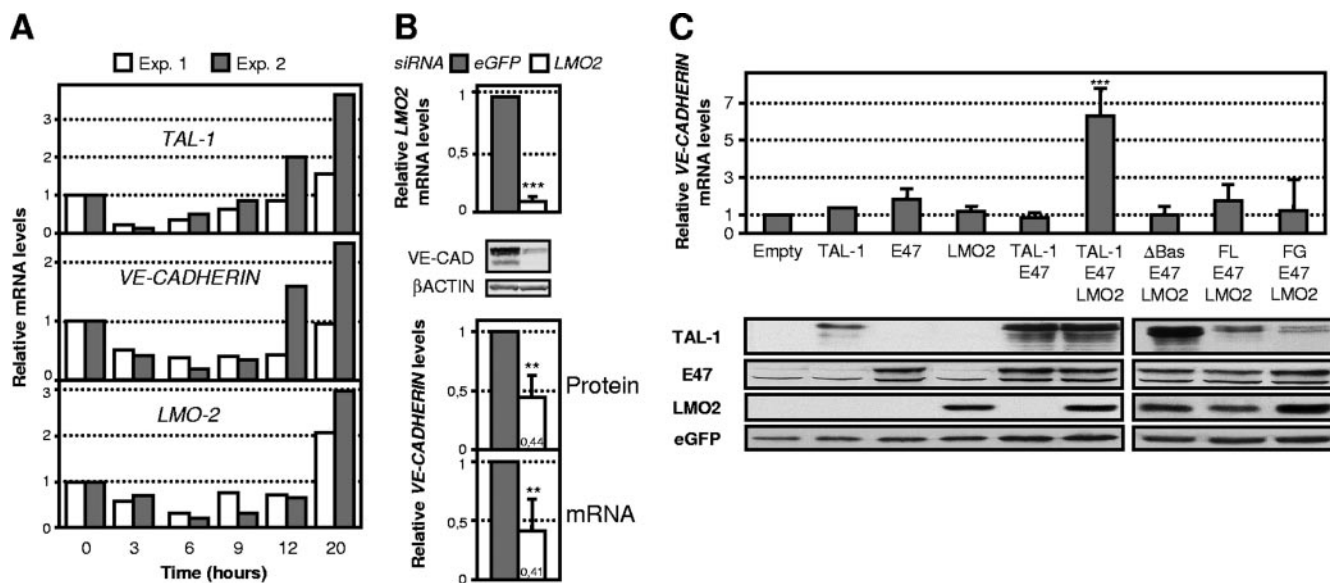 A
Exp. 1 Exp. 2
Relative mRNA levels
3
2
1
0
TAL-1
2
1
0
VE-CADHERIN
3
2
1
0
LMO-2
0 3 6 9 12 20
Time (hours)
B
siRNA eGFP LMO2
Relative LMO2
mRNA levels
1
0,5
0
***
VE-CAD
βACTIN
Relative VE-CADHERIN levels
1
0,5
0
**
0,44
Protein
1
0,5
0
**
0,41
mRNA
C
Relative VE-CADHERIN
mRNA levels
7
5
3
1
0
***
Empty TAL-1 E47 LMO2 TAL-1 TAL-1 ΔBas FL FG
E47 E47 E47 E47 E47
LMO2 LMO2 LMO2 LMO2
TAL-1
E47
LMO2
eGFP